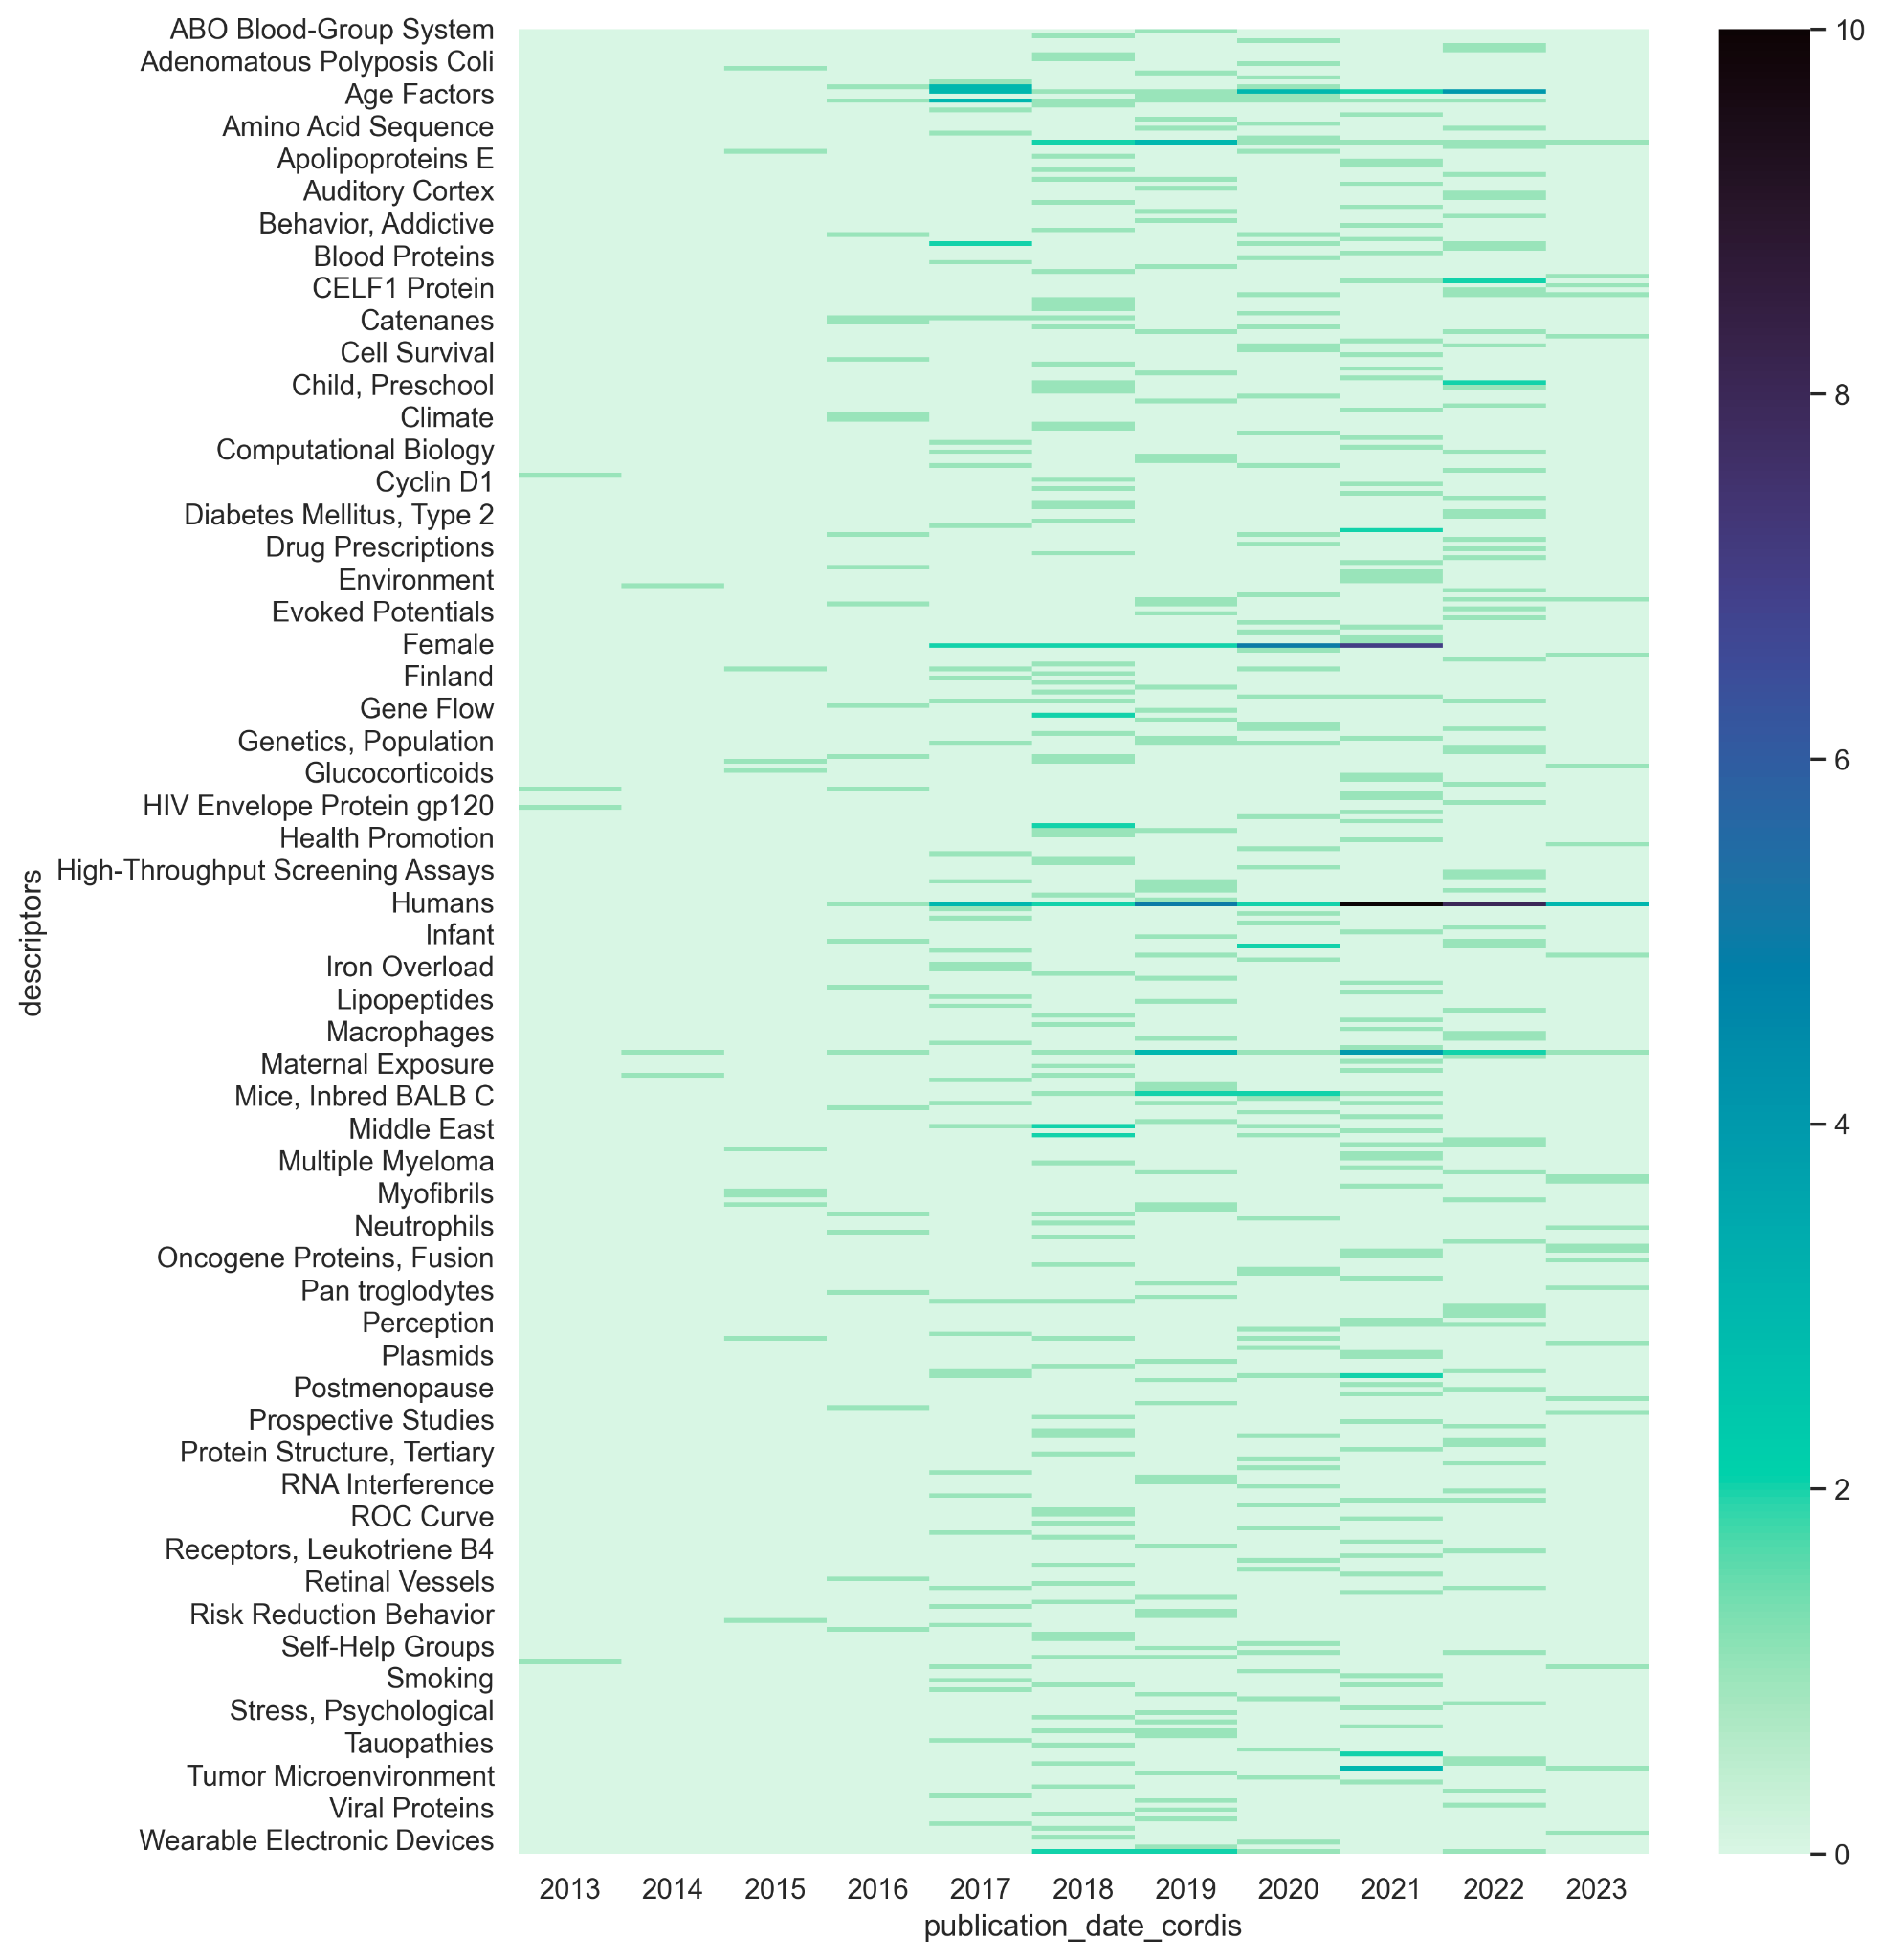 descriptors
ABO Blood-Group System
Adenomatous Polyposis Coli
Age Factors
Amino Acid Sequence
Apolipoproteins E
Auditory Cortex
Behavior, Addictive
Blood Proteins
CELF1 Protein
Catenanes
Cell Survival
Child, Preschool
Climate
Computational Biology
Cyclin D1
Diabetes Mellitus, Type 2
Drug Prescriptions
Environment
Evoked Potentials
Female
Finland
Gene Flow
Genetics, Population
Glucocorticoids
HIV Envelope Protein gp120
Health Promotion
High-Throughput Screening Assays
Humans
Infant
Iron Overload
Lipopeptides
Macrophages
Maternal Exposure
Mice, Inbred BALB C
Middle East
Multiple Myeloma
Myofibrils
Neutrophils
Oncogene Proteins, Fusion
Pan troglodytes
Perception
Plasmids
Postmenopause
Prospective Studies
Protein Structure, Tertiary
RNA Interference
ROC Curve
Receptors, Leukotriene B4
Retinal Vessels
Risk Reduction Behavior
Self-Help Groups
Smoking
Stress, Psychological
Tauopathies
Tumor Microenvironment
Viral Proteins
Wearable Electronic Devices
2013 2014 2015 2016 2017 2018 2019 2020 2021 2022 2023
publication_date_cordis
10
8
6
4
2
0